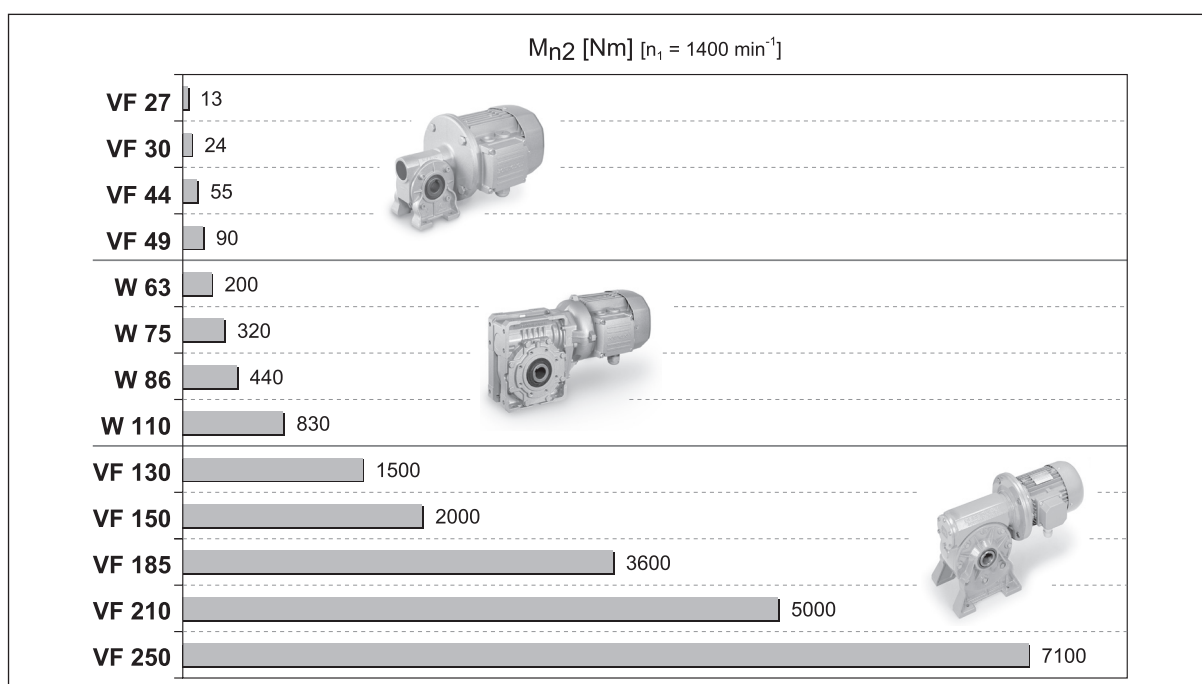 Mn2 [Nm] [n₁ = 1400 min⁻¹]
VF 27 13
VF 30 24
VF 44 55
VF 49 90
W 63 200
W 75 320
W 86 440
W 110 830
VF 130 1500
VF 150 2000
VF 185 3600
VF 210 5000
VF 250 7100